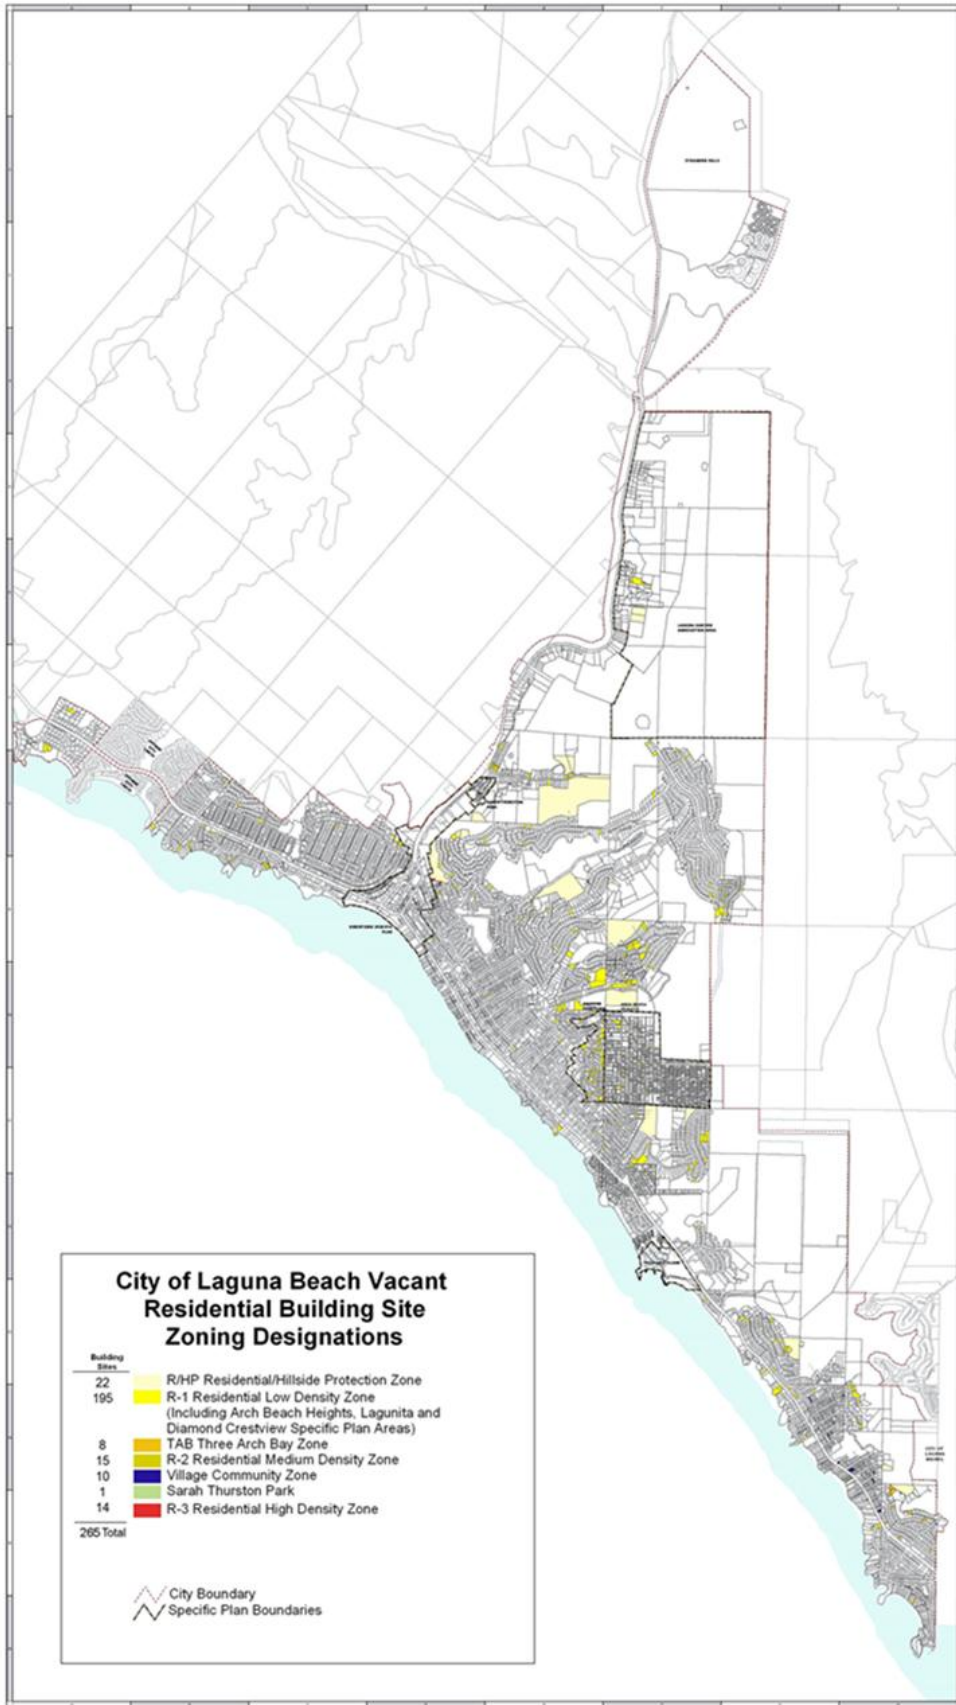 SYCAMORE HILLS
City of Laguna Beach Vacant
Residential Building Site
Zoning Designations
Building
Sites
22 R/HP Residential/Hillside Protection Zone
195 R-1 Residential Low Density Zone
(Including Arch Beach Heights, Lagunita and
Diamond Crestview Specific Plan Areas)
8 TAB Three Arch Bay Zone
15 R-2 Residential Medium Density Zone
10 Village Community Zone
1 Sarah Thurston Park
14 R-3 Residential High Density Zone
265 Total
City Boundary
Specific Plan Boundaries